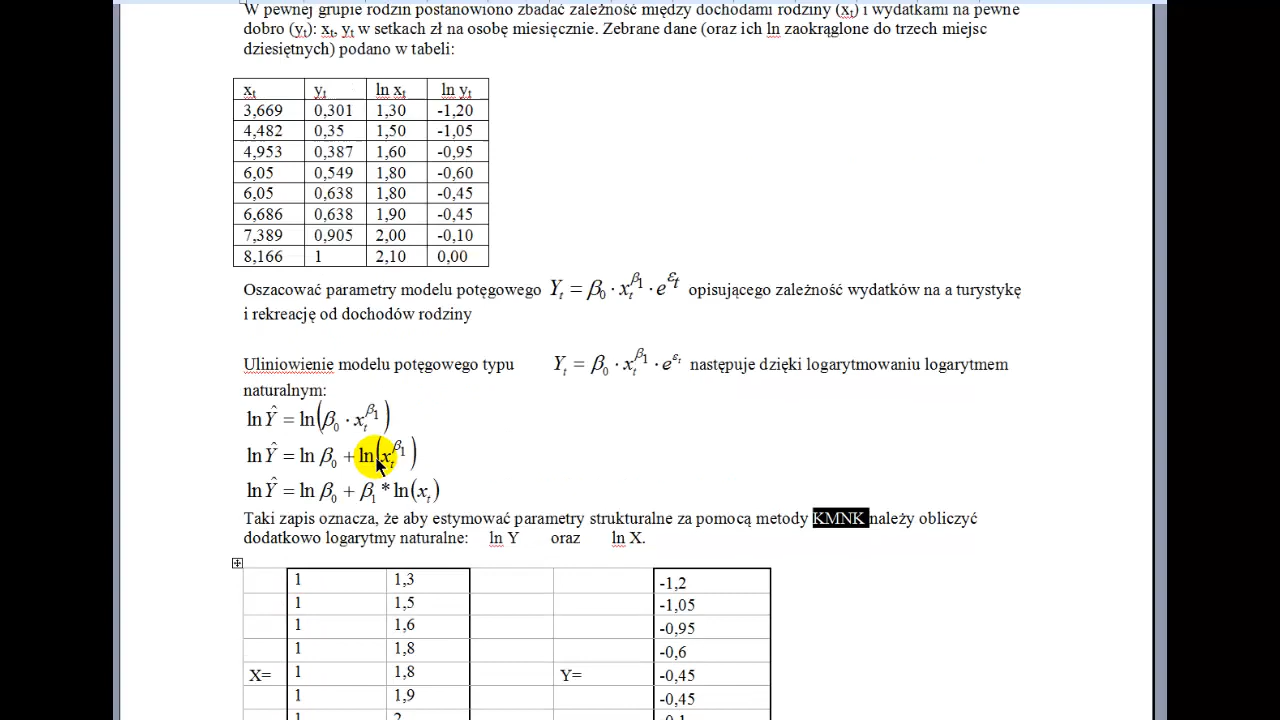 W pewnej grupie rodzin postanowiono zbadać zależność między dochodami rodziny (xt) i wydatkami na pewne
dobro (yt): xt, yt w setkach zł na osobę miesięcznie. Zebrane dane (oraz ich ln zaokrąglone do trzech miejsc
dziesiętnych) podano w tabeli:
xt yt ln xt ln yt
3,669 0,301 1,30 -1,20
4,482 0,35 1,50 -1,05
4,953 0,387 1,60 -0,95
6,05 0,549 1,80 -0,60
6,05 0,638 1,80 -0,45
6,686 0,638 1,90 -0,45
7,389 0,905 2,00 -0,10
8,166 1 2,10 0,00
Oszacować parametry modelu potęgowego Yt = β0 · xt^β1 · e^εt opisującego zależność wydatków na a turystykę
i rekreację od dochodów rodziny
Uliniowienie modelu potęgowego typu Yt = β0 · xt^β1 · e^εt następuje dzięki logarytmowaniu logarytmem
naturalnym:
ln Ŷ = ln(β0 · xt^β1)
ln Ŷ = ln β0 + ln(xt^β1)
ln Ŷ = ln β0 + β1 * ln(xt)
Taki zapis oznacza, że aby estymować parametry strukturalne za pomocą metody KMNK należy obliczyć
dodatkowo logarytmy naturalne: ln Y oraz ln X.
1 1,3 -1,2
1 1,5 -1,05
1 1,6 -0,95
1 1,8 -0,6
X= 1 1,8 Y= -0,45
1 1,9 -0,45
1 2 -0,1